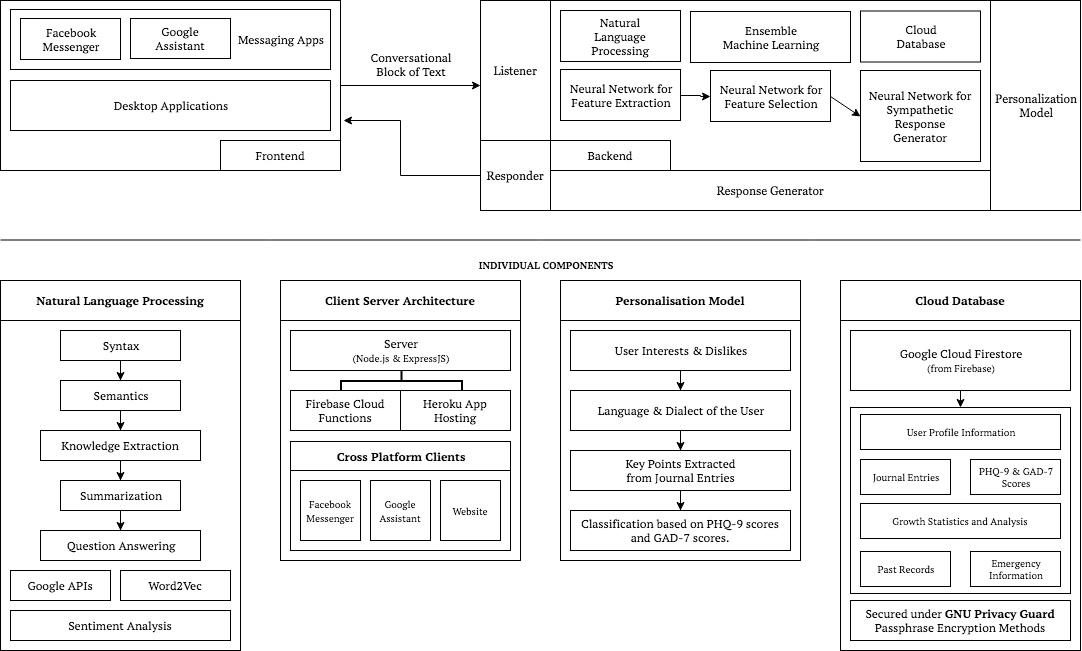 Facebook
Messenger
Google
Assistant
Messaging Apps
Desktop Applications
Frontend
Conversational
Block of Text
Listener
Responder
Natural
Language
Processing
Ensemble
Machine Learning
Cloud
Database
Neural Network for
Feature Extraction
Neural Network for
Feature Selection
Neural Network for
Sympathetic
Response
Generator
Backend
Response Generator
Personalization
Model
INDIVIDUAL COMPONENTS
Natural Language Processing
Syntax
Semantics
Knowledge Extraction
Summarization
Question Answering
Google APIs
Word2Vec
Sentiment Analysis
Client Server Architecture
Server
(Node.js & ExpressJS)
Firebase Cloud
Functions
Heroku App
Hosting
Cross Platform Clients
Facebook
Messenger
Google
Assistant
Website
Personalisation Model
User Interests & Dislikes
Language & Dialect of the User
Key Points Extracted
from Journal Entries
Classification based on PHQ-9 scores
and GAD-7 scores.
Cloud Database
Google Cloud Firestore
(from Firebase)
User Profile Information
Journal Entries
PHQ-9 & GAD-7
Scores
Growth Statistics and Analysis
Past Records
Emergency
Information
Secured under GNU Privacy Guard
Passphrase Encryption Methods